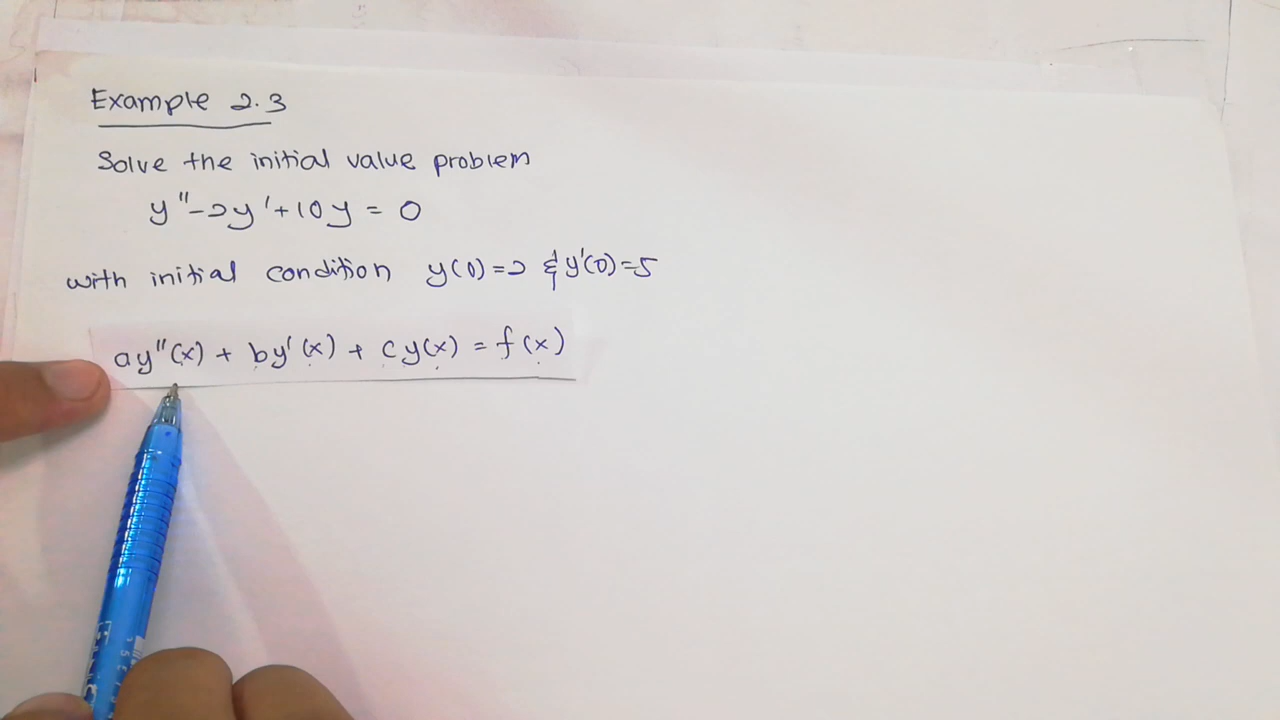 Example 2.3
Solve the initial value problem
y''-2y'+10y = 0
with initial condition y(0)=2 & y'(0)=5
ay''(x) + by'(x) + cy(x) = f(x)